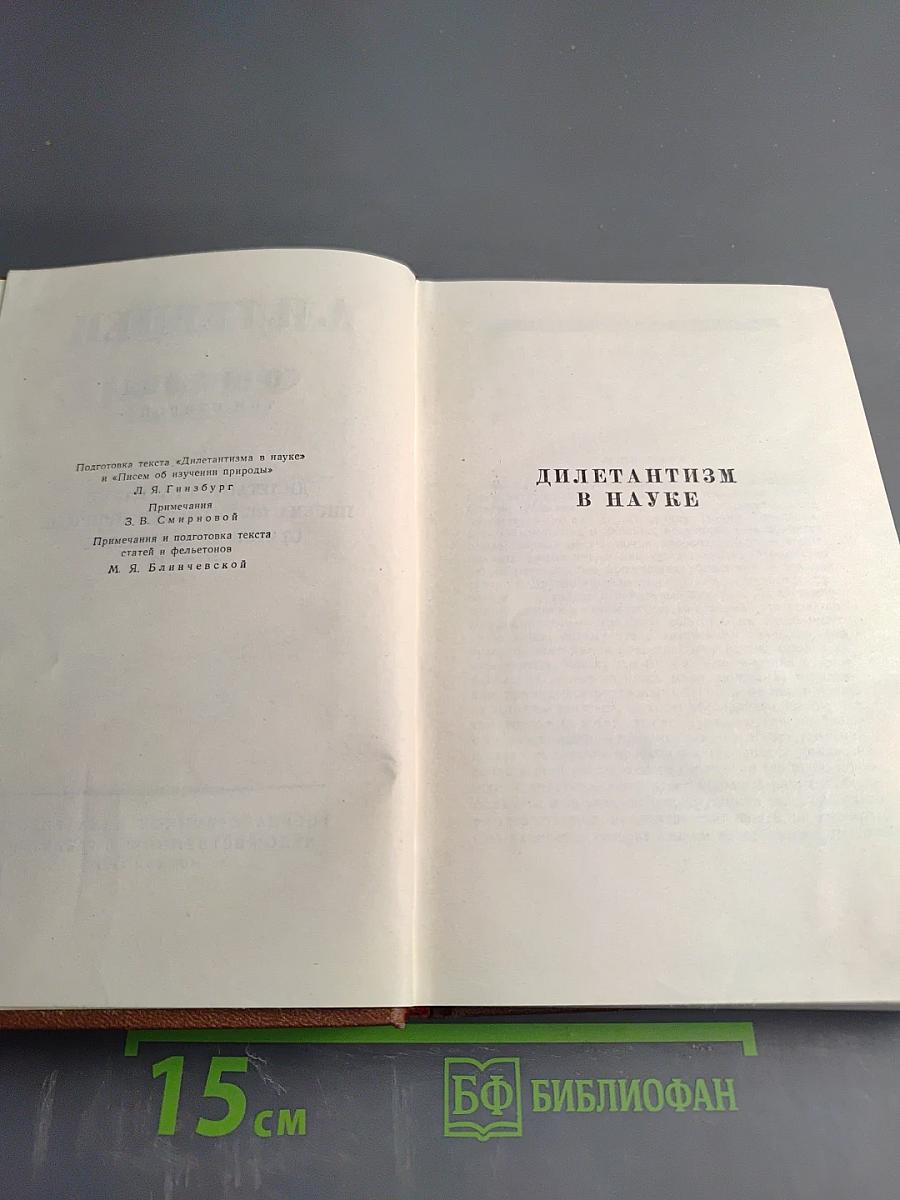 Подготовка текста «Дилетантизма в науке»
и «Писем об изучении природы»
Л. Я. Гинзбург
Примечания
З. В. Смирновой
Примечания и подготовка текста
статей и фельетонов
М. Я. Блинчевской
ДИЛЕТАНТИЗМ
В НАУКЕ
15 см
БФ БИБЛИОФАН